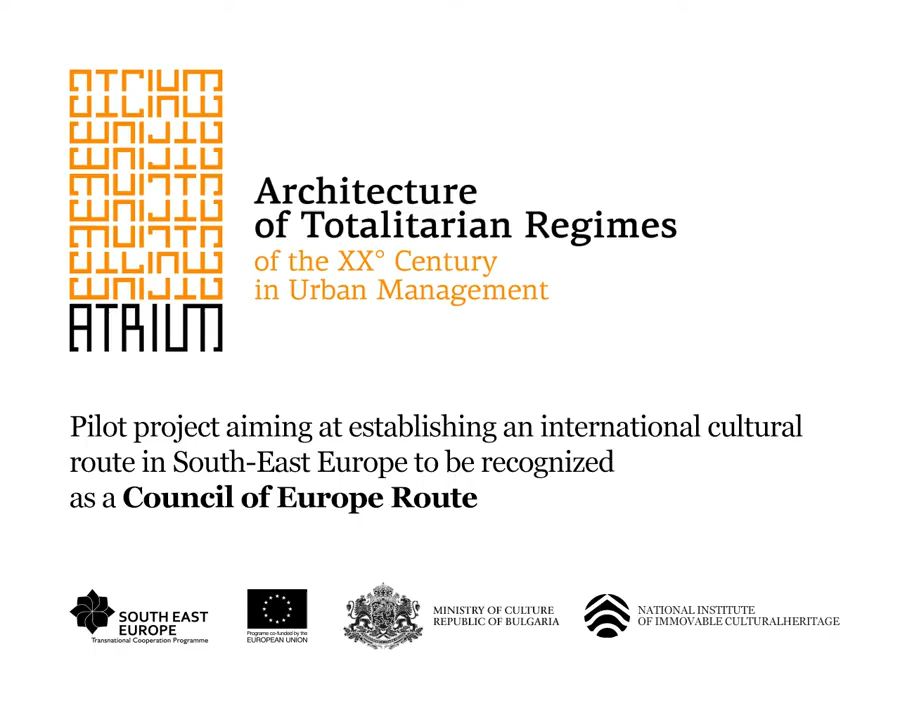 ATRIUM
Architecture
of Totalitarian Regimes
of the XX° Century
in Urban Management
Pilot project aiming at establishing an international cultural
route in South-East Europe to be recognized
as a Council of Europe Route
SOUTH EAST
EUROPE
Transnational Cooperation Programme
Programe co-funded by the
EUROPEAN UNION
MINISTRY OF CULTURE
REPUBLIC OF BULGARIA
NATIONAL INSTITUTE
OF IMMOVABLE CULTURALHERITAGE